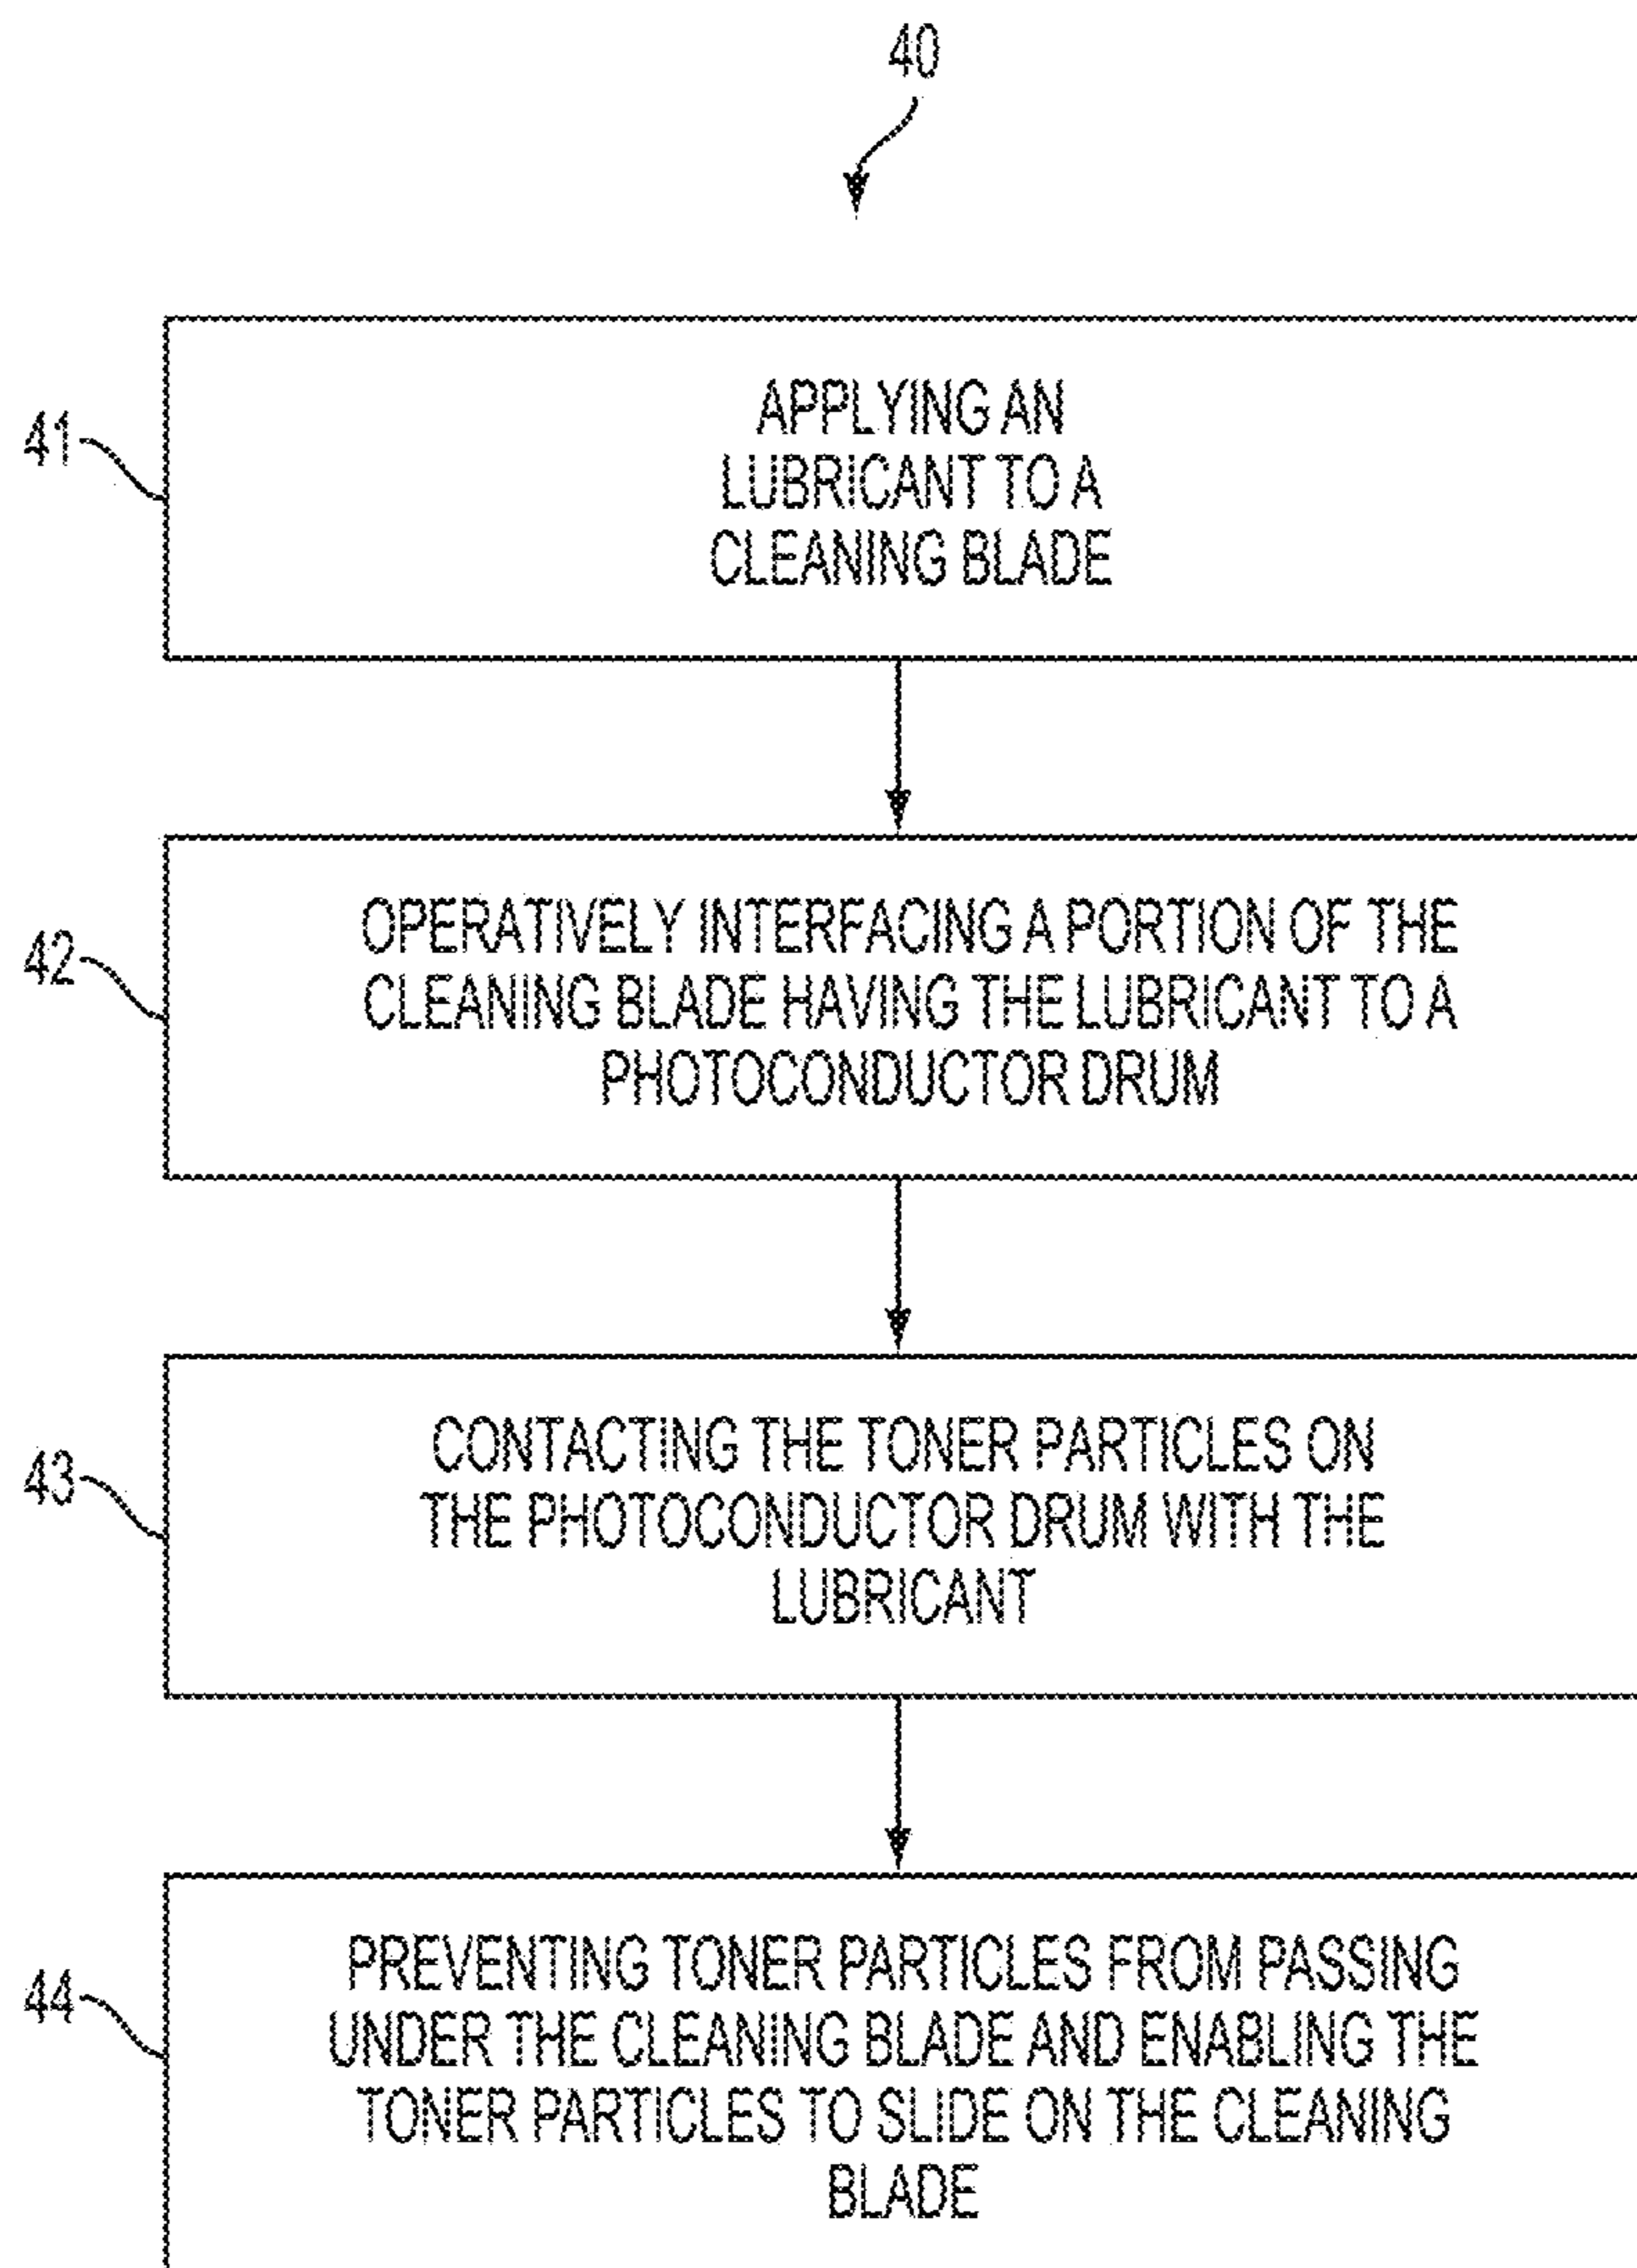 40
41
APPLYING AN
LUBRICANT TO A
CLEANING BLADE
42
OPERATIVELY INTERFACING A PORTION OF THE
CLEANING BLADE HAVING THE LUBRICANT TO A
PHOTOCONDUCTOR DRUM
43
CONTACTING THE TONER PARTICLES ON
THE PHOTOCONDUCTOR DRUM WITH THE
LUBRICANT
44
PREVENTING TONER PARTICLES FROM PASSING
UNDER THE CLEANING BLADE AND ENABLING THE
TONER PARTICLES TO SLIDE ON THE CLEANING
BLADE